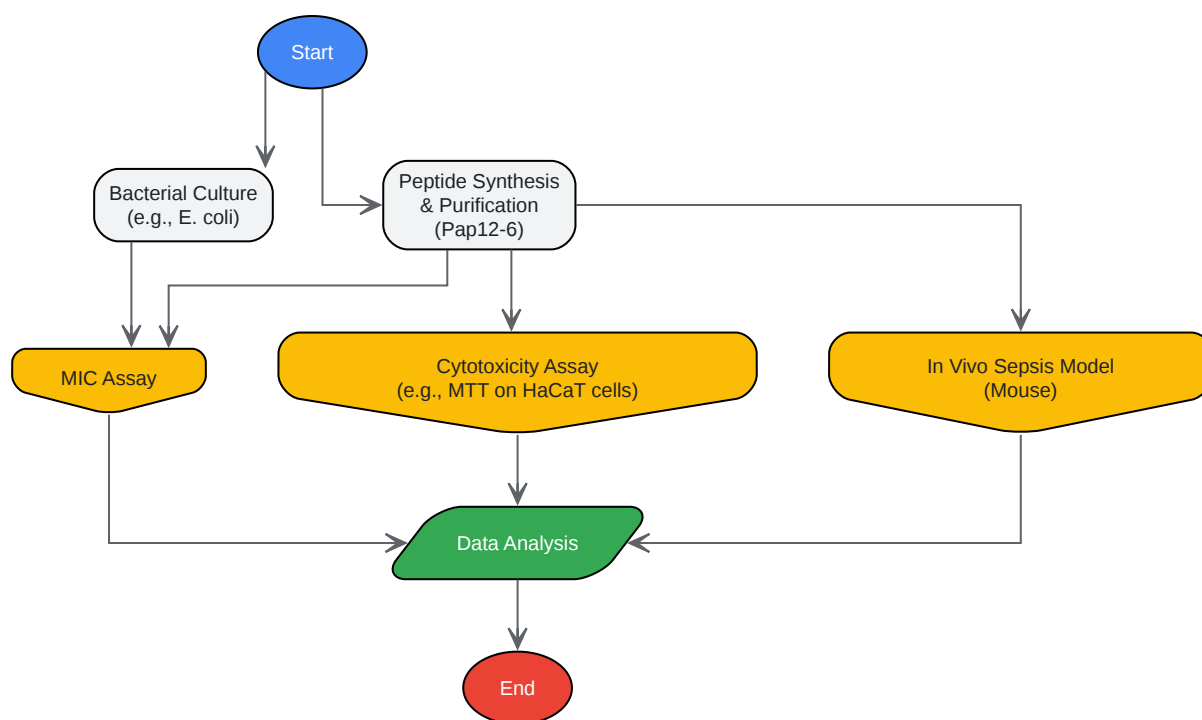 Start
Bacterial Culture
(e.g., E. coli)
Peptide Synthesis
& Purification
(Pap12-6)
MIC Assay
Cytotoxicity Assay
(e.g., MTT on HaCaT cells)
In Vivo Sepsis Model
(Mouse)
Data Analysis
End